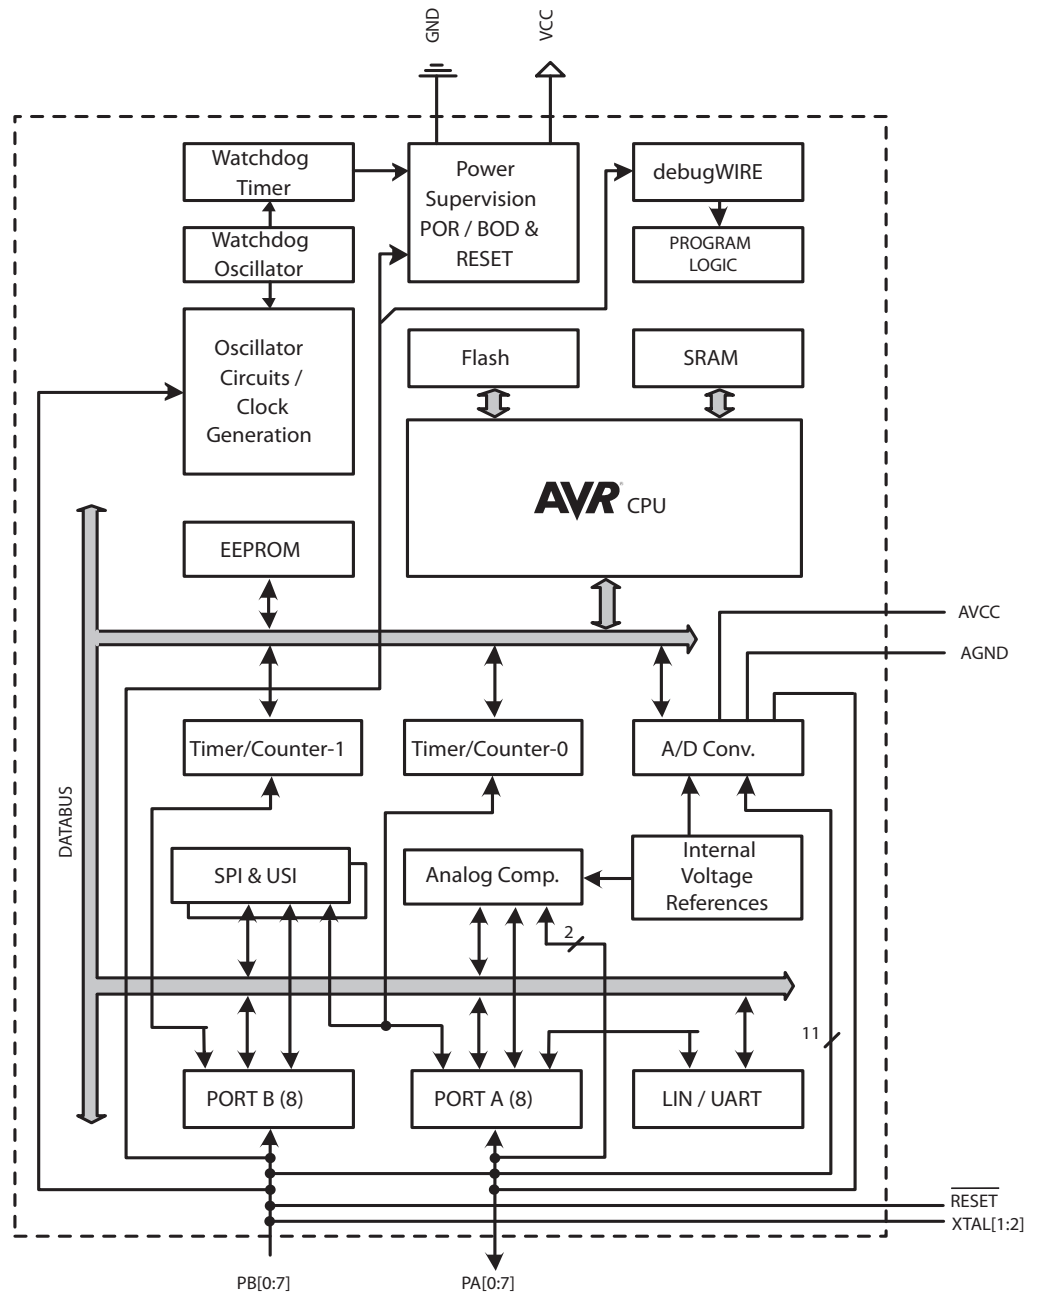 GND
VCC
Watchdog
Timer
Power
Supervision
POR / BOD &
RESET
debugWIRE
Watchdog
Oscillator
PROGRAM
LOGIC
Oscillator
Circuits /
Clock
Generation
Flash
SRAM
AVR® CPU
EEPROM
AVCC
AGND
Timer/Counter-1
Timer/Counter-0
A/D Conv.
DATABUS
SPI & USI
Analog Comp.
Internal
Voltage
References
2
11
PORT B (8)
PORT A (8)
LIN / UART
RESET
XTAL[1:2]
PB[0:7]
PA[0:7]